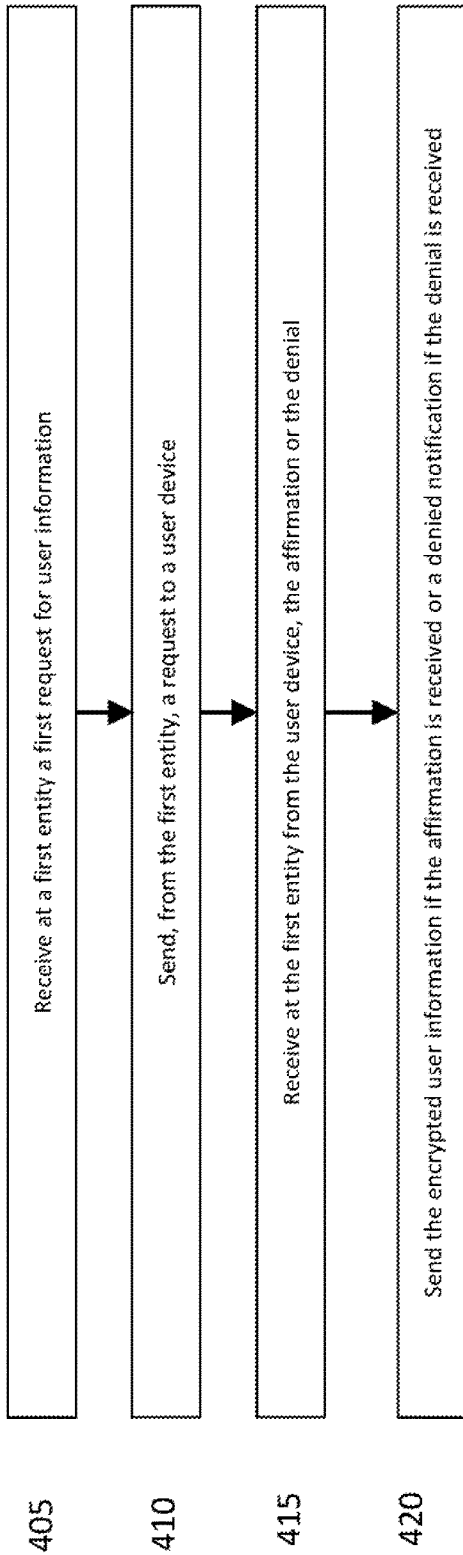 405
Receive at a first entity a first request for user information
410
Send, from the first entity, a request to a user device
415
Receive at the first entity from the user device, the affirmation or the denial
420
Send the encrypted user information if the affirmation is received or a denied notification if the denial is received